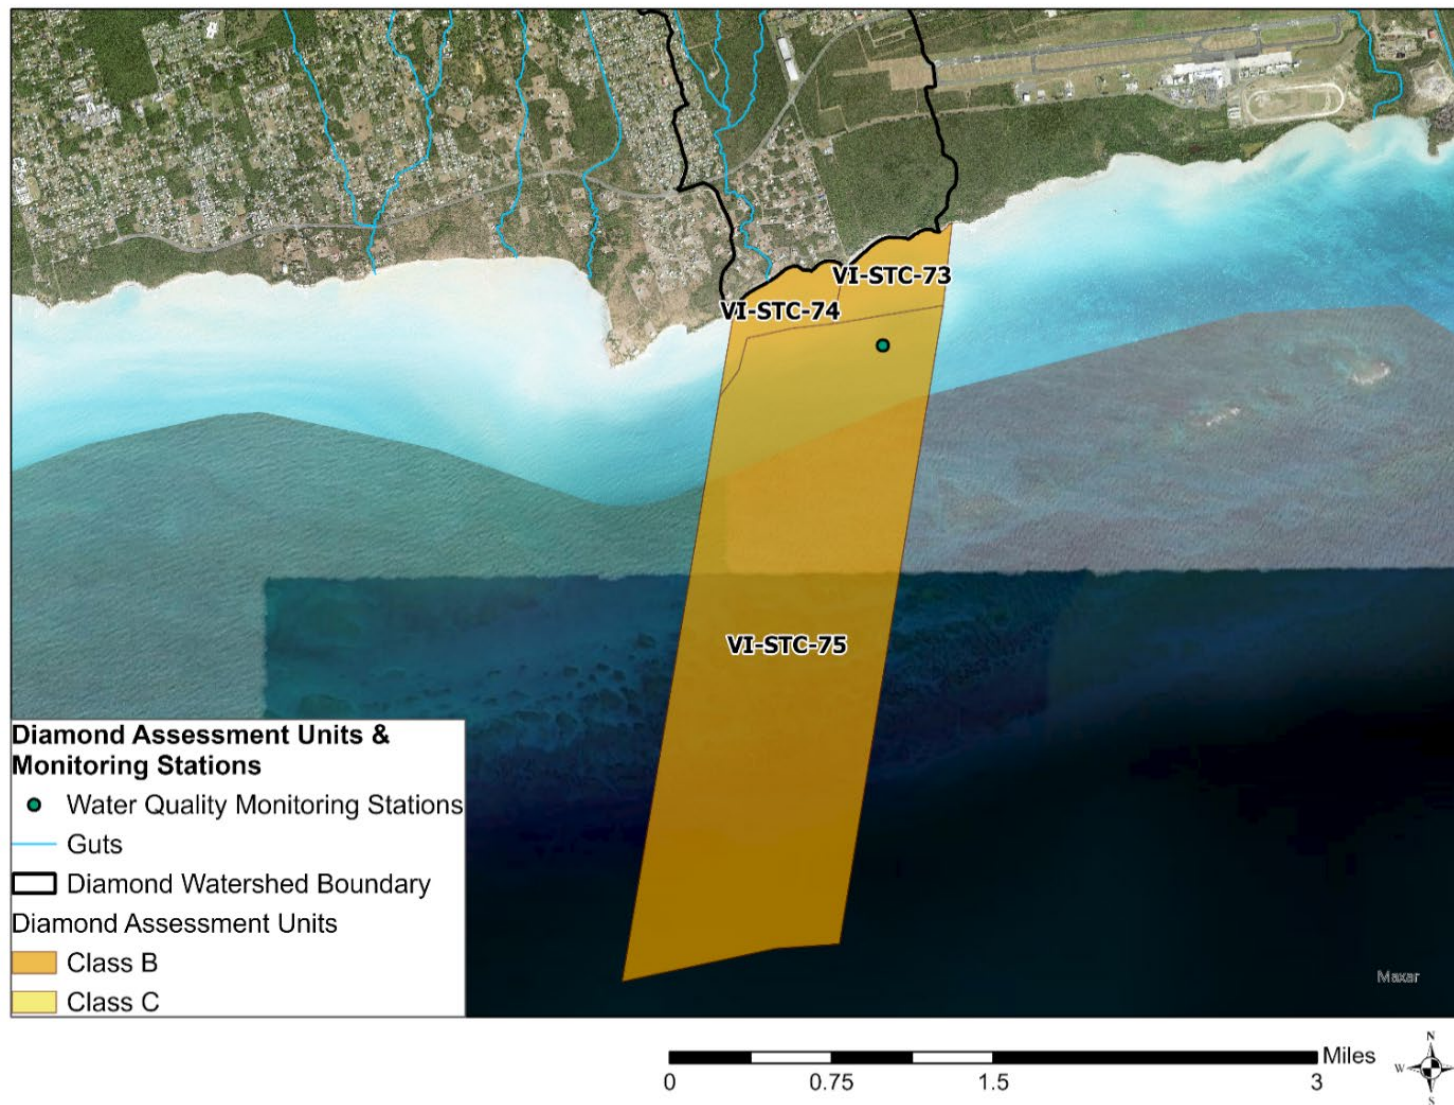 VI-STC-73
VI-STC-74
VI-STC-75
Diamond Assessment Units &
Monitoring Stations
Water Quality Monitoring Stations
Guts
Diamond Watershed Boundary
Diamond Assessment Units
Class B
Class C
Maxar
Miles
0 0.75 1.5 3
N
W
S